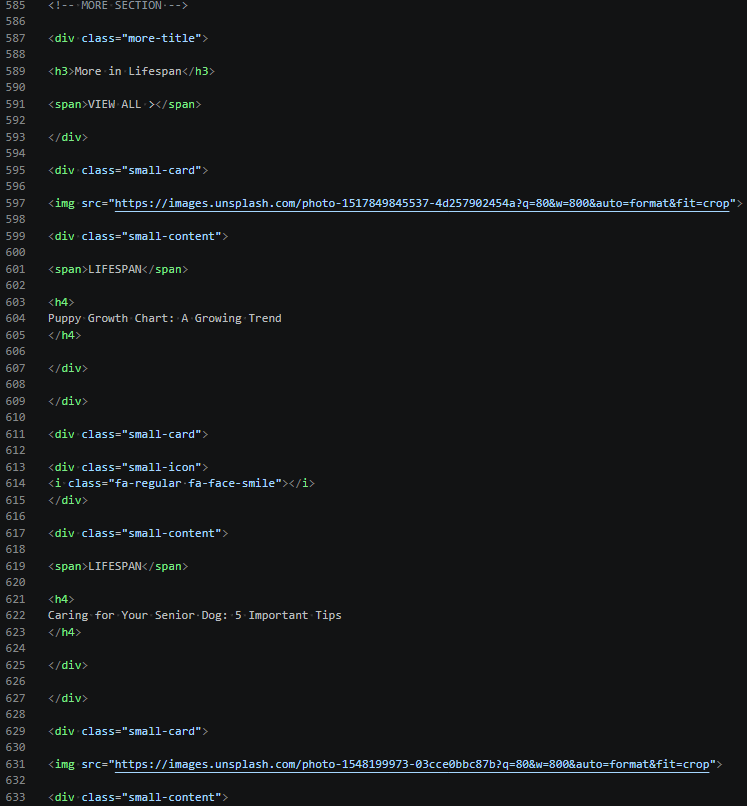 585 <!-- MORE SECTION -->
586
587 <div class="more-title">
588
589 <h3>More in Lifespan</h3>
590
591 <span>VIEW ALL ></span>
592
593 </div>
594
595 <div class="small-card">
596
597 <img src="https://images.unsplash.com/photo-1517849845537-4d257902454a?q=80&w=800&auto=format&fit=crop">
598
599 <div class="small-content">
600
601 <span>LIFESPAN</span>
602
603 <h4>
604 Puppy Growth Chart: A Growing Trend
605 </h4>
606
607 </div>
608
609 </div>
610
611 <div class="small-card">
612
613 <div class="small-icon">
614 <i class="fa-regular fa-face-smile"></i>
615 </div>
616
617 <div class="small-content">
618
619 <span>LIFESPAN</span>
620
621 <h4>
622 Caring for Your Senior Dog: 5 Important Tips
623 </h4>
624
625 </div>
626
627 </div>
628
629 <div class="small-card">
630
631 <img src="https://images.unsplash.com/photo-1548199973-03cce0bbc87b?q=80&w=800&auto=format&fit=crop">
632
633 <div class="small-content">